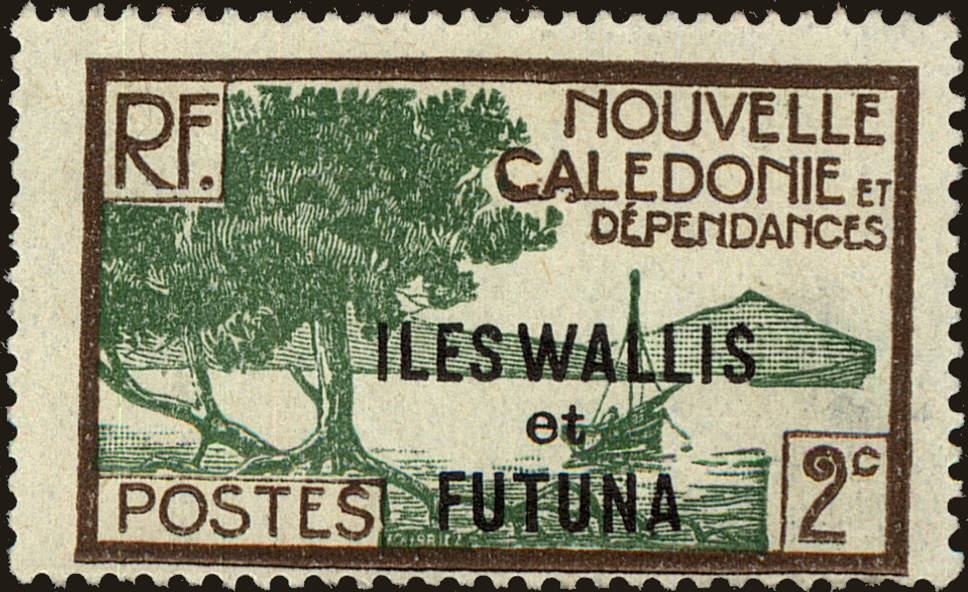 RF.
NOUVELLE
CALEDONIE ET
DÉPENDANCES
ILES WALLIS
et
FUTUNA
POSTES
2c